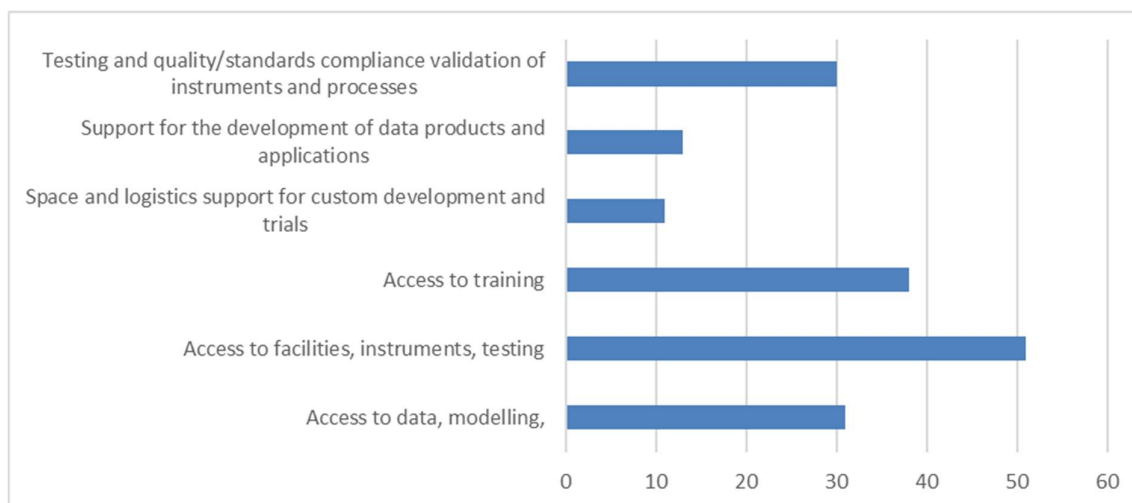 Testing and quality/standards compliance validation of
instruments and processes
Support for the development of data products and
applications
Space and logistics support for custom development and
trials
Access to training
Access to facilities, instruments, testing
Access to data, modelling,
0 10 20 30 40 50 60